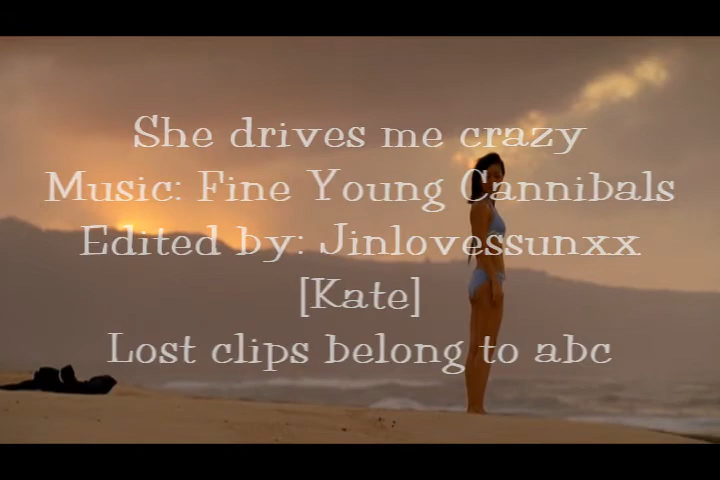 She drives me crazy
Music: Fine Young Cannibals
Edited by: Jinlovessunxx
[Kate]
Lost clips belong to abc